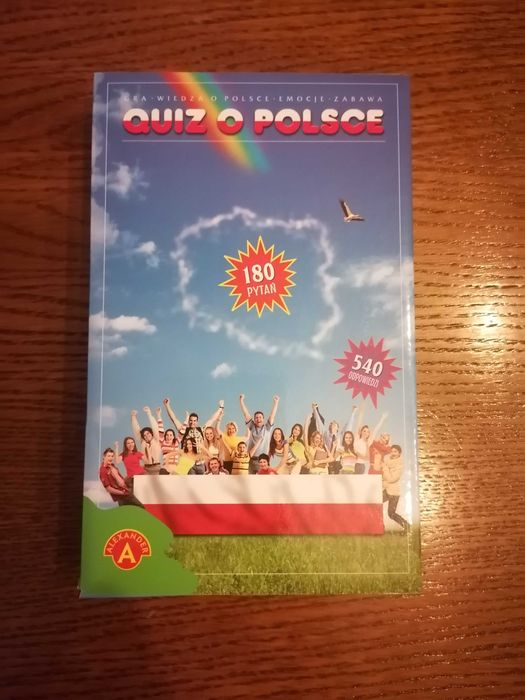 GRA · WIEDZA O POLSCE · EMOCJE · ZABAWA
QUIZ O POLSCE
180
PYTAŃ
540
ODPOWIEDZI
ALEXANDER
A